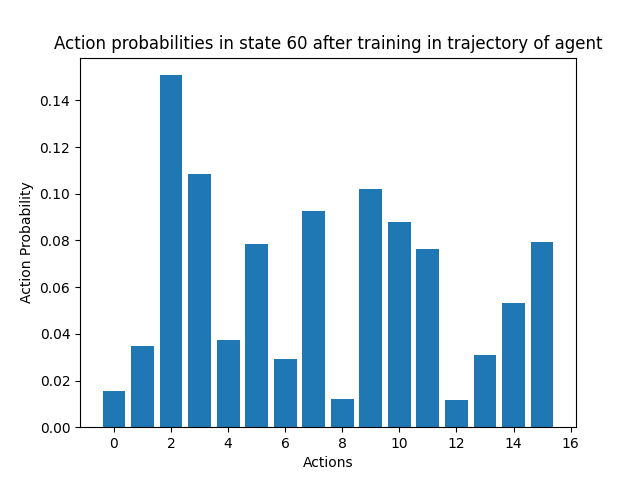 Action probabilities in state 60 after training in trajectory of agent
0.14
0.12
0.10
0.08
0.06
0.04
0.02
0.00
Action Probability
0 2 4 6 8 10 12 14 16
Actions